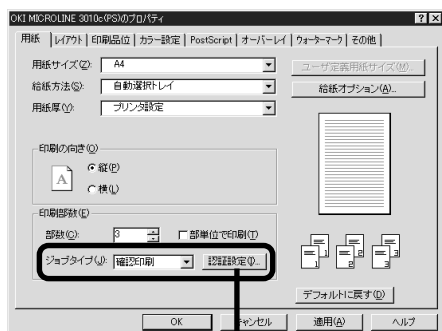 OKI MICROLINE 3010c(PS)のプロパティ
用紙 レイアウト 印刷品位 カラー設定 PostScript オーバーレイ ウォーターマーク その他
用紙サイズ(Z): A4 ユーザ定義用紙サイズ(M)...
給紙方法(S): 自動選択トレイ 給紙オプション(A)...
用紙厚(Y): プリンタ設定
印刷の向き(O)
A 縦(P)
横(L)
印刷部数(E)
部数(C): 3 部単位で印刷(T)
ジョブタイプ(J): 確認印刷 認証設定(I)...
1 2 1 2 1 2
デフォルトに戻す(D)
OK キャンセル 適用(A) ヘルプ